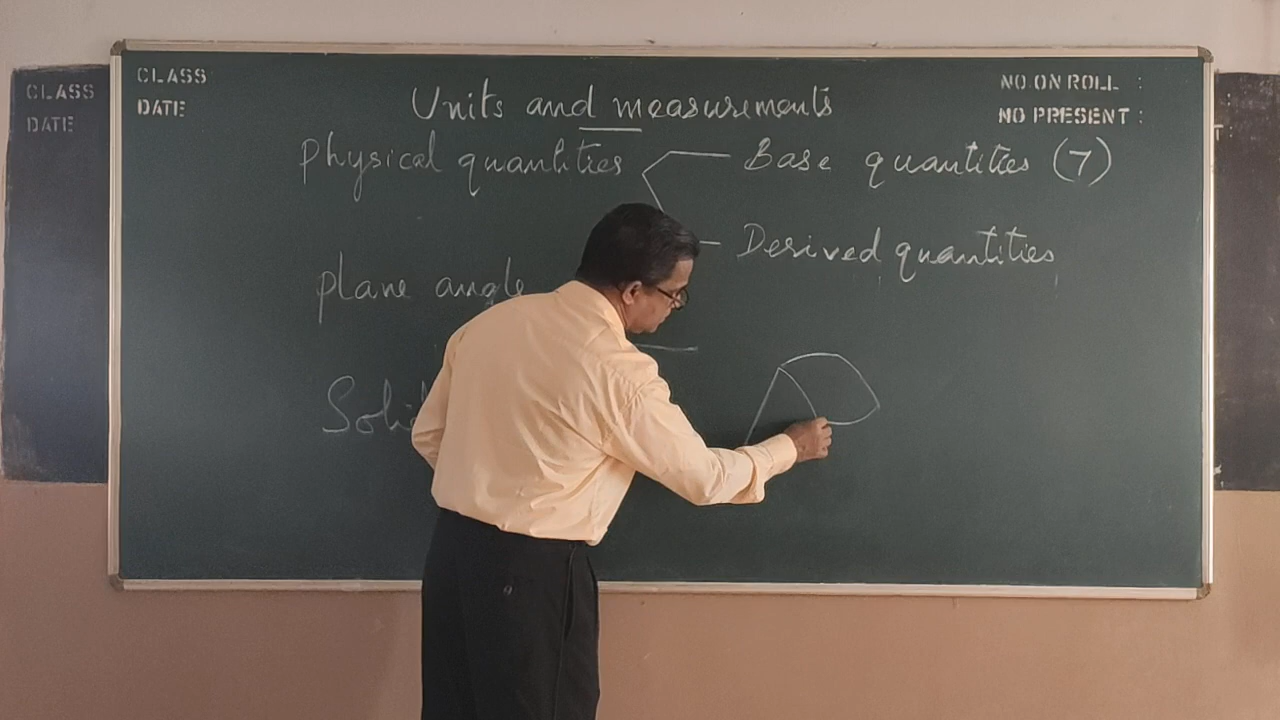 CLASS
DATE
CLASS
DATE
NO ON ROLL :
NO PRESENT :
Units and measurements
Physical quantities
Base quantities (7)
Derived quantities
plane angle